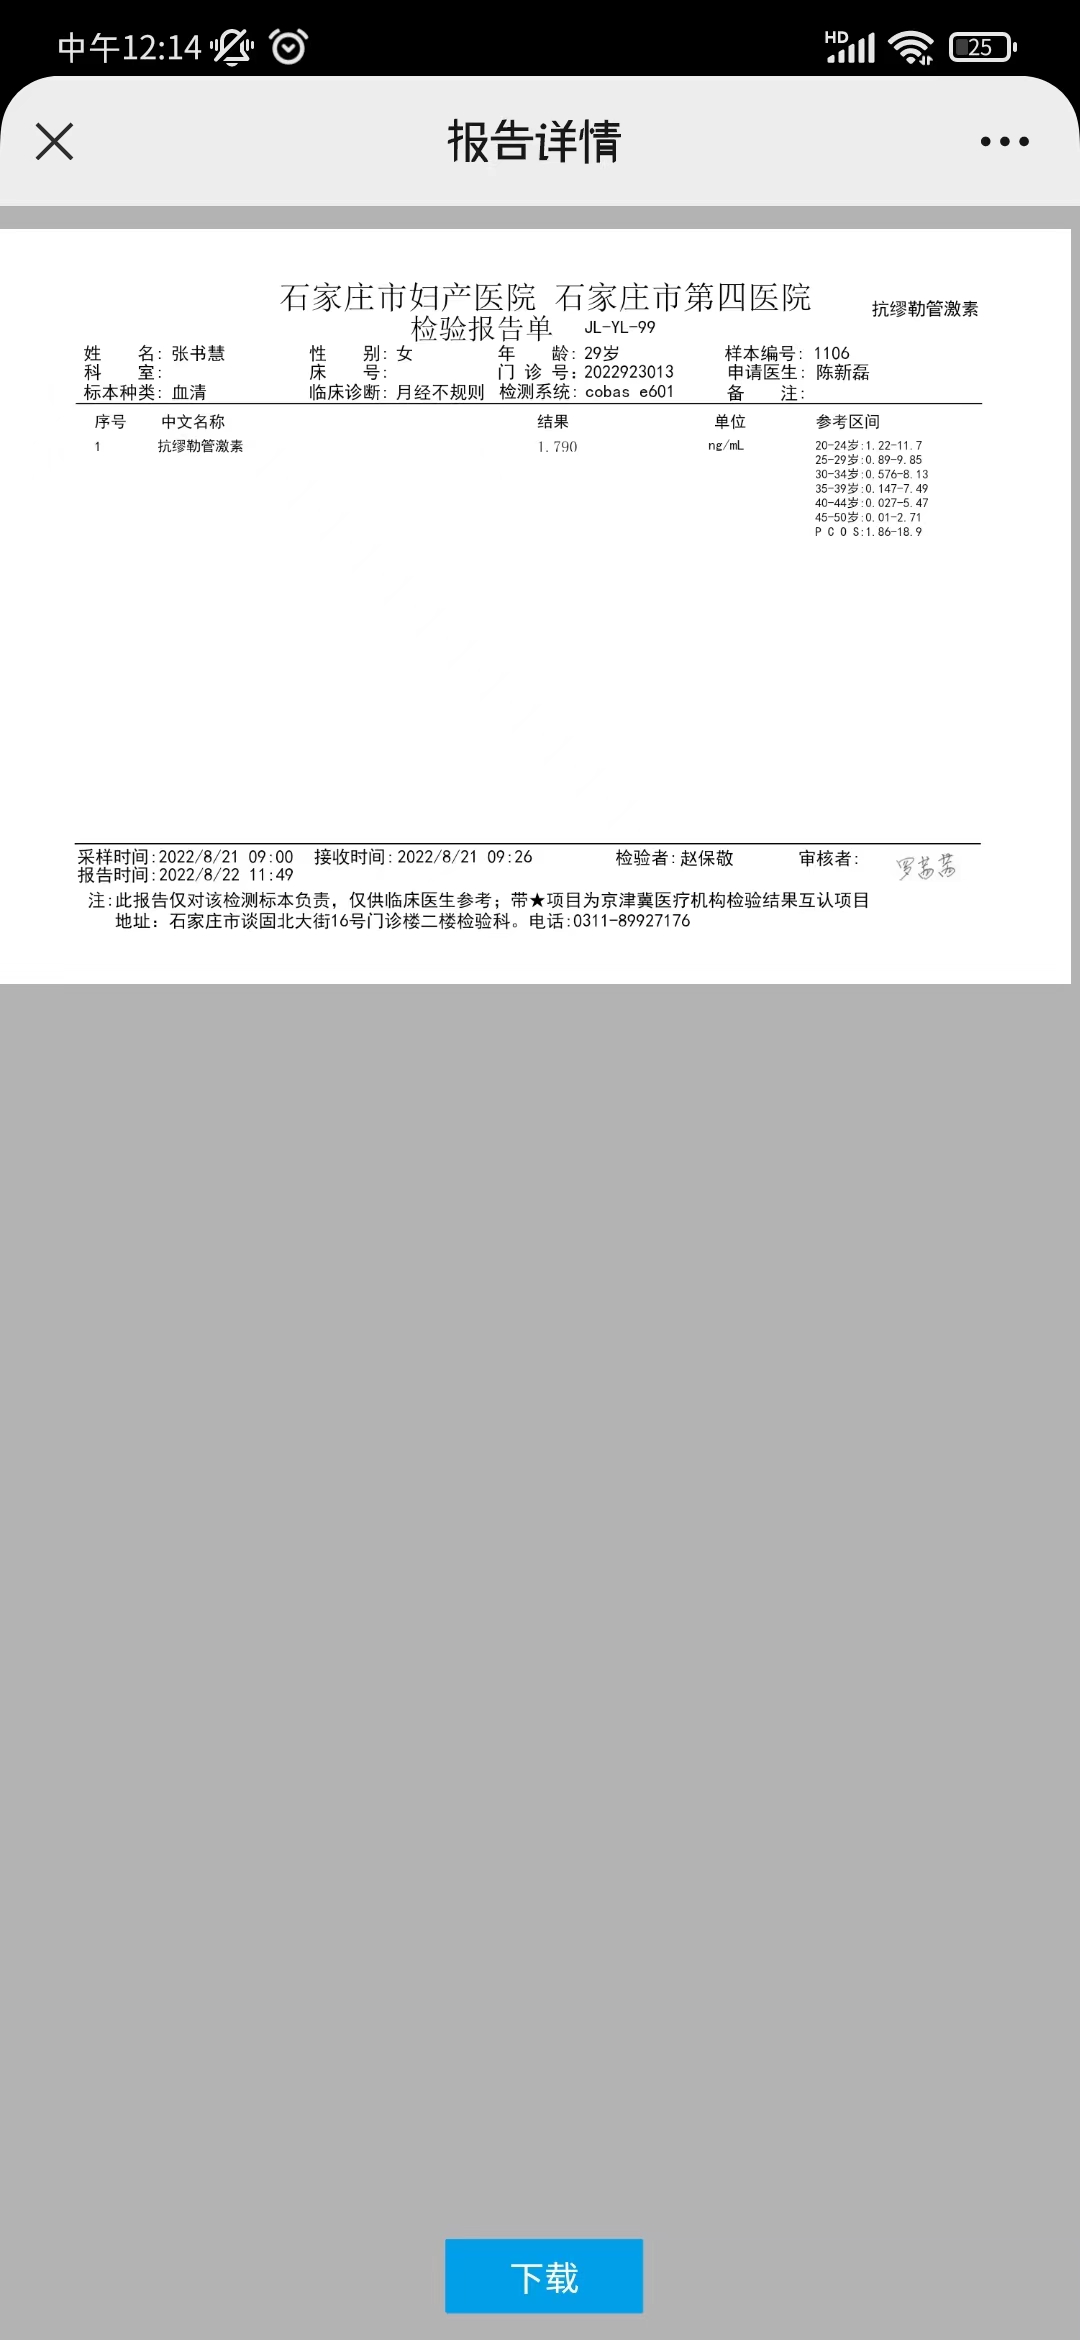 中午12:14 HD 25
报告详情
石家庄市妇产医院 石家庄市第四医院 抗缪勒管激素
检验报告单 JL-YL-99
姓 名: 张书慧 性 别: 女 年 龄: 29岁 样本编号: 1106
科 室: 床 号: 门 诊 号: 2022923013 申请医生: 陈新磊
标本种类: 血清 临床诊断: 月经不规则 检测系统: cobas e601 备 注:
序号 中文名称 结果 单位 参考区间
1 抗缪勒管激素 1.790 ng/mL 20-24岁:1.22-11.7
25-29岁:0.89-9.85
30-34岁:0.576-8.13
35-39岁:0.147-7.49
40-44岁:0.027-5.47
45-50岁:0.01-2.71
P C O S:1.86-18.9
采样时间:2022/8/21 09:00 接收时间:2022/8/21 09:26 检验者:赵保敬 审核者: 罗茜茜
报告时间:2022/8/22 11:49
注:此报告仅对该检测标本负责，仅供临床医生参考；带★项目为京津冀医疗机构检验结果互认项目
地址：石家庄市谈固北大街16号门诊楼二楼检验科。电话:0311-89927176
下载